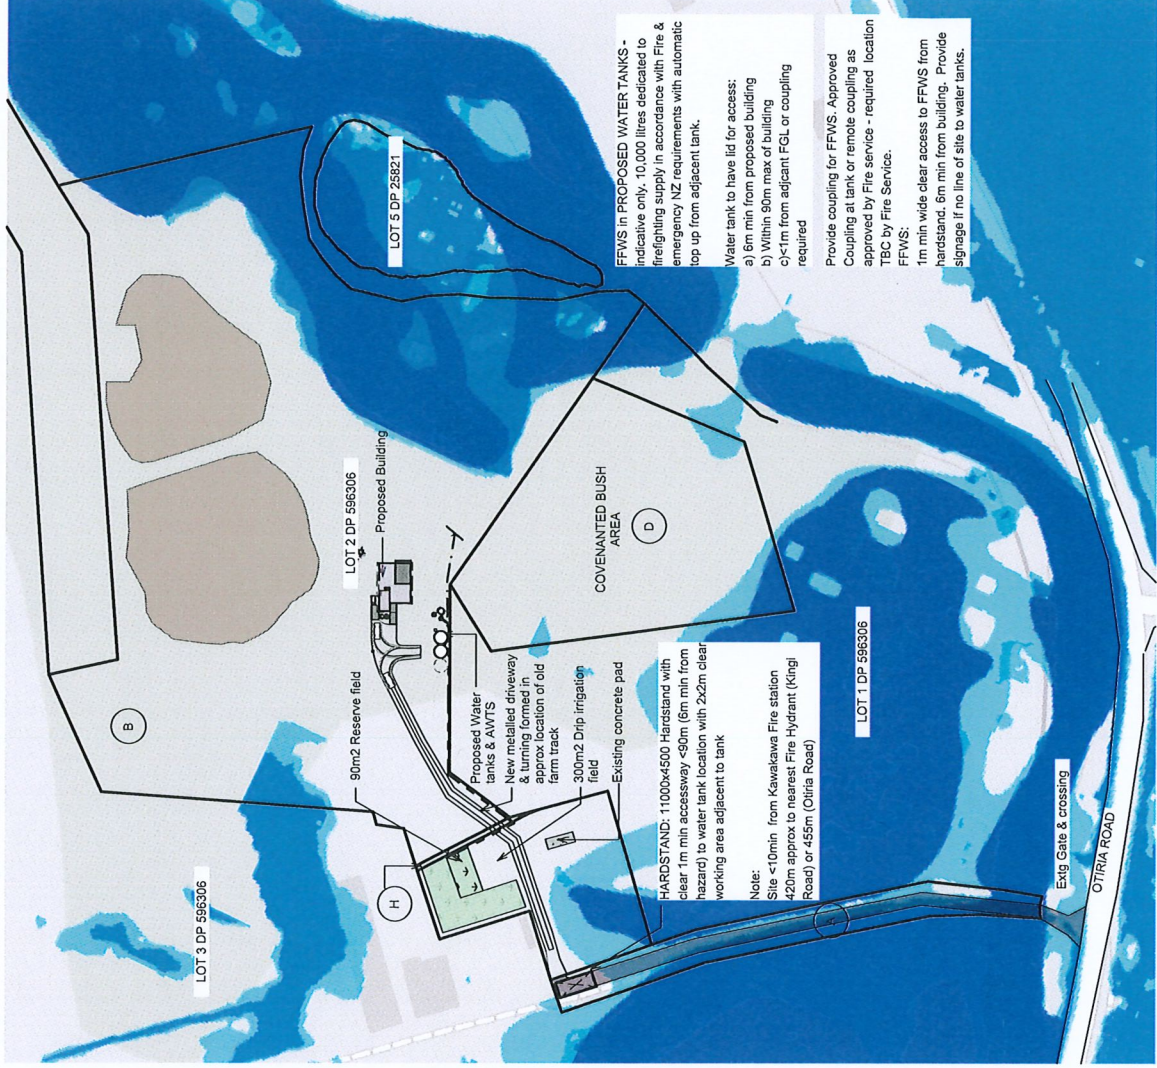 B
LOT 3 DP 596306
LOT 2 DP 596306
90m2 Reserve field
Proposed Building
H
LOT 5 DP 25821
Proposed Water
tanks & AWTS
New metalled driveway
& turning formed in
approx location of old
farm track
300m2 Drip irrigation
field
Existing concrete pad
COVENANTED BUSH
AREA
D
X
FFWS in PROPOSED WATER TANKS -
indicative only. 10,000 litres dedicated to
firefighting supply in accordance with Fire &
emergency NZ requirements with automatic
top up from adjacent tank.
Water tank to have lid for access:
a) 6m min from proposed building
b) Within 90m max of building
c)<1m from adjicant FGL or coupling
required
HARDSTAND: 11000x4500 Hardstand with
clear 1m min accessway <90m (6m min from
hazard) to water tank location with 2x2m clear
working area adjacent to tank
Note:
Site <10min from Kawakawa Fire station
420m approx to nearest Fire Hydrant (Kingi
Road) or 455m (Otiria Road)
A
Provide coupling for FFWS. Approved
Coupling at tank or remote coupling as
approved by Fire service - required location
TBC by Fire Service.
FFWS:
1m min wide clear access to FFWS from
hardstand. 6m min from building. Provide
signage if no line of site to water tanks.
LOT 1 DP 596306
Extg Gate & crossing
OTIRIA ROAD